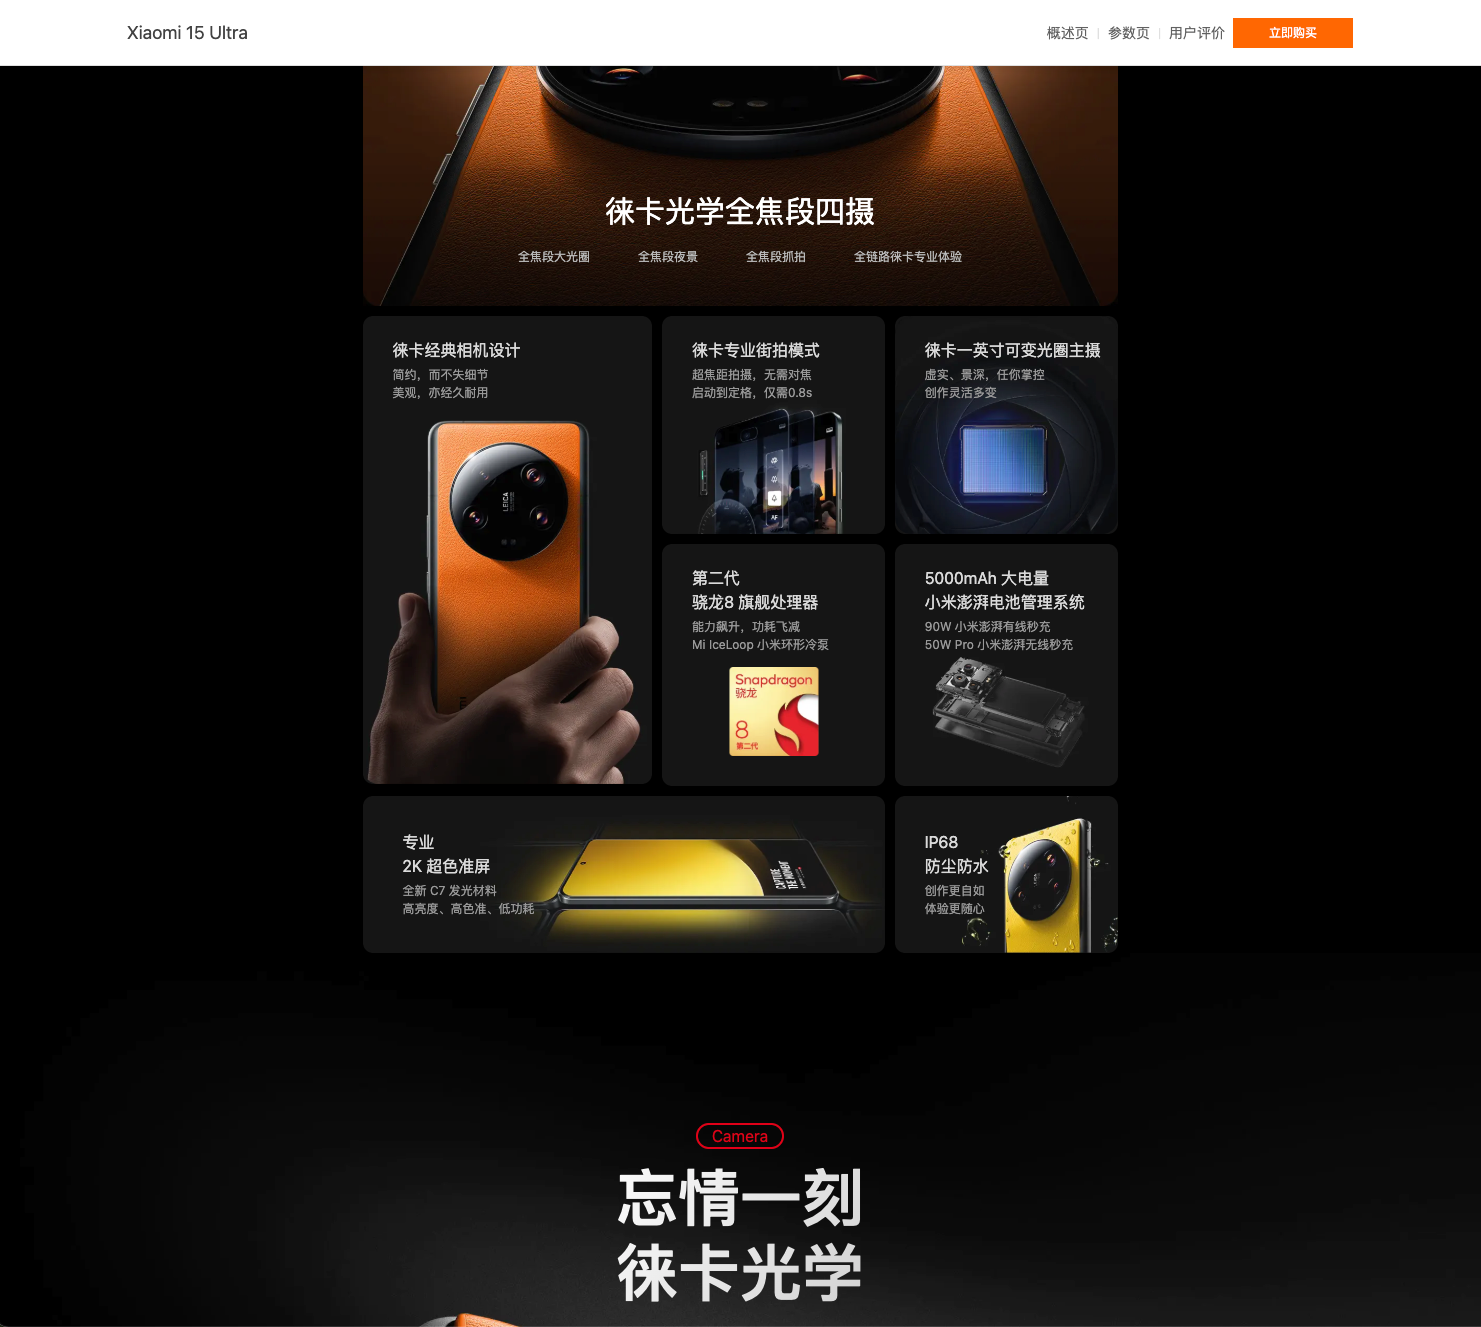 Xiaomi 15 Ultra
概述页 | 参数页 | 用户评价
立即购买
徕卡光学全焦段四摄
全焦段大光圈 全焦段夜景 全焦段抓拍 全链路徕卡专业体验
徕卡经典相机设计
简约，而不失细节
美观，亦经久耐用
LEICA
徕卡专业街拍模式
超焦距拍摄，无需对焦
启动到定格，仅需0.8s
AF
徕卡一英寸可变光圈主摄
虚实、景深，任你掌控
创作灵活多变
第二代
骁龙8 旗舰处理器
能力飙升，功耗飞减
Mi IceLoop 小米环形冷泵
Snapdragon
骁龙
8
第二代
5000mAh 大电量
小米澎湃电池管理系统
90W 小米澎湃有线秒充
50W Pro 小米澎湃无线秒充
专业
2K 超色准屏
全新 C7 发光材料
高亮度、高色准、低功耗
CAPTURE
THE MOMENT
IP68
防尘防水
创作更自如
体验更随心
Camera
忘情一刻
徕卡光学